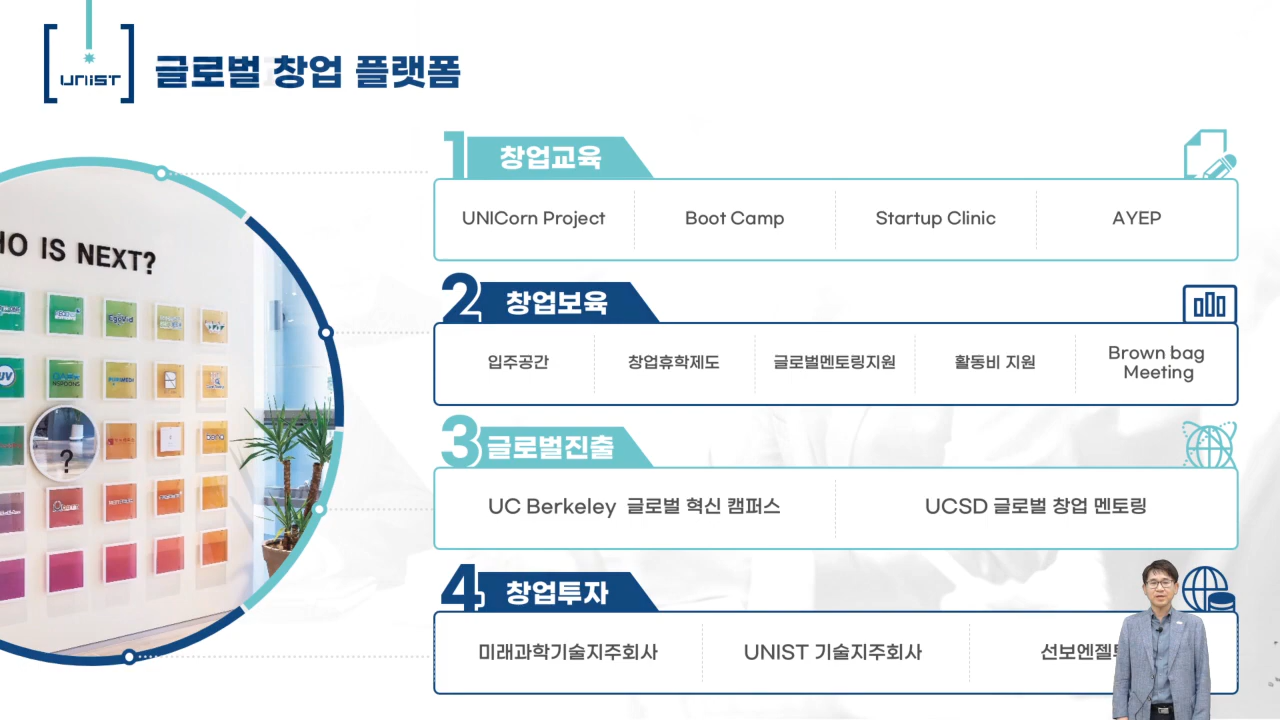 UNIST
글로벌 창업 플랫폼
1 창업교육
UNICorn Project
Boot Camp
Startup Clinic
AYEP
2 창업보육
입주공간
창업휴학제도
글로벌멘토링지원
활동비 지원
Brown bag
Meeting
3 글로벌진출
UC Berkeley 글로벌 혁신 캠퍼스
UCSD 글로벌 창업 멘토링
4 창업투자
미래과학기술지주회사
UNIST 기술지주회사
IS NEXT?
Egovid
UV
?